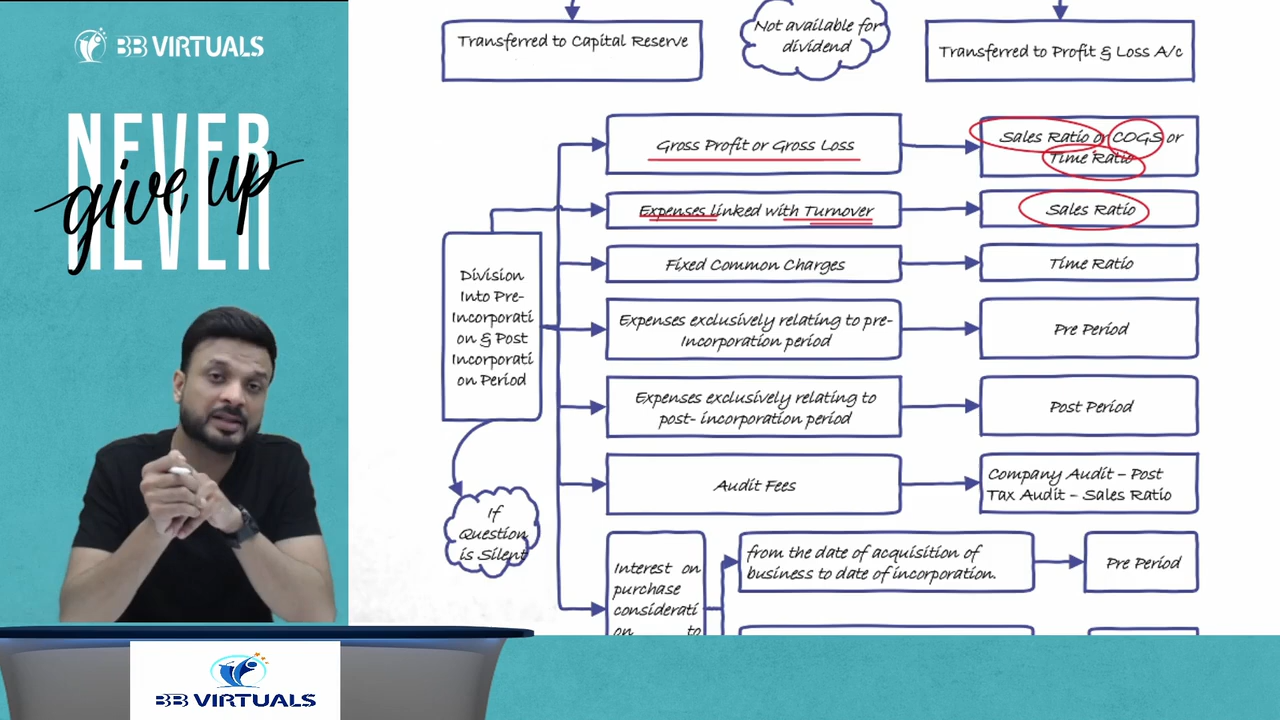 BB VIRTUALS
NEVER
give up
NEVER
BB VIRTUALS
Transferred to Capital Reserve
Not available for
dividend
Transferred to Profit & Loss A/c
Division
Into Pre-
Incorporati
on & Post
Incorporati
on Period
If
Question
is Silent
Gross Profit or Gross Loss
Sales Ratio or COGS or
Time Ratio
Expenses linked with Turnover
Sales Ratio
Fixed Common Charges
Time Ratio
Expenses exclusively relating to pre-
Incorporation period
Pre Period
Expenses exclusively relating to
post- incorporation period
Post Period
Audit Fees
Company Audit – Post
Tax Audit – Sales Ratio
Interest on
purchase
considerati
on to
from the date of acquisition of
business to date of incorporation.
Pre Period